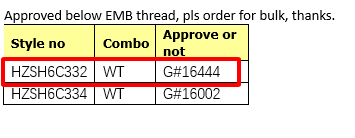 Approved below EMB thread, pls order for bulk, thanks.
Style no Combo Approve or not
HZSH6C332 WT G#16444
HZSH6C334 WT G#16002